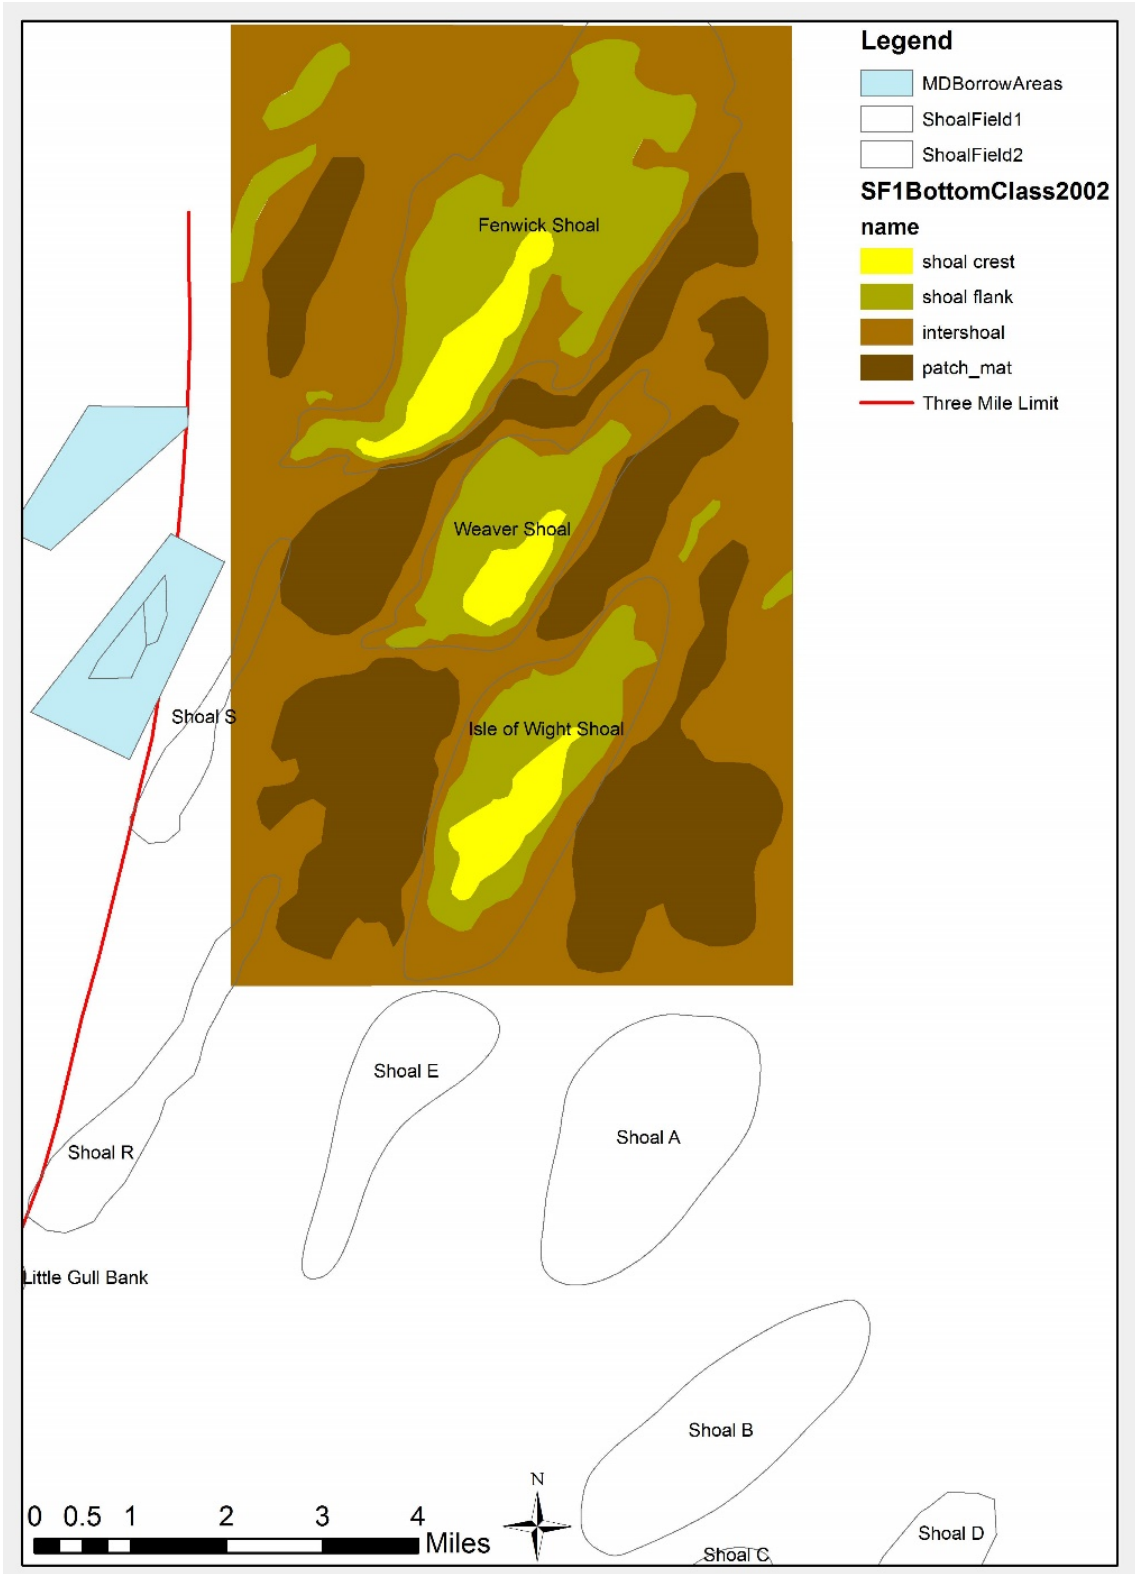 Legend
MDBorrowAreas
ShoalField1
ShoalField2
SF1BottomClass2002
name
shoal crest
shoal flank
intershoal
patch_mat
Three Mile Limit
Fenwick Shoal
Weaver Shoal
Shoal S
Isle of Wight Shoal
Shoal E
Shoal A
Shoal R
Little Gull Bank
Shoal B
N
0 0.5 1 2 3 4
Miles
Shoal D
Shoal C